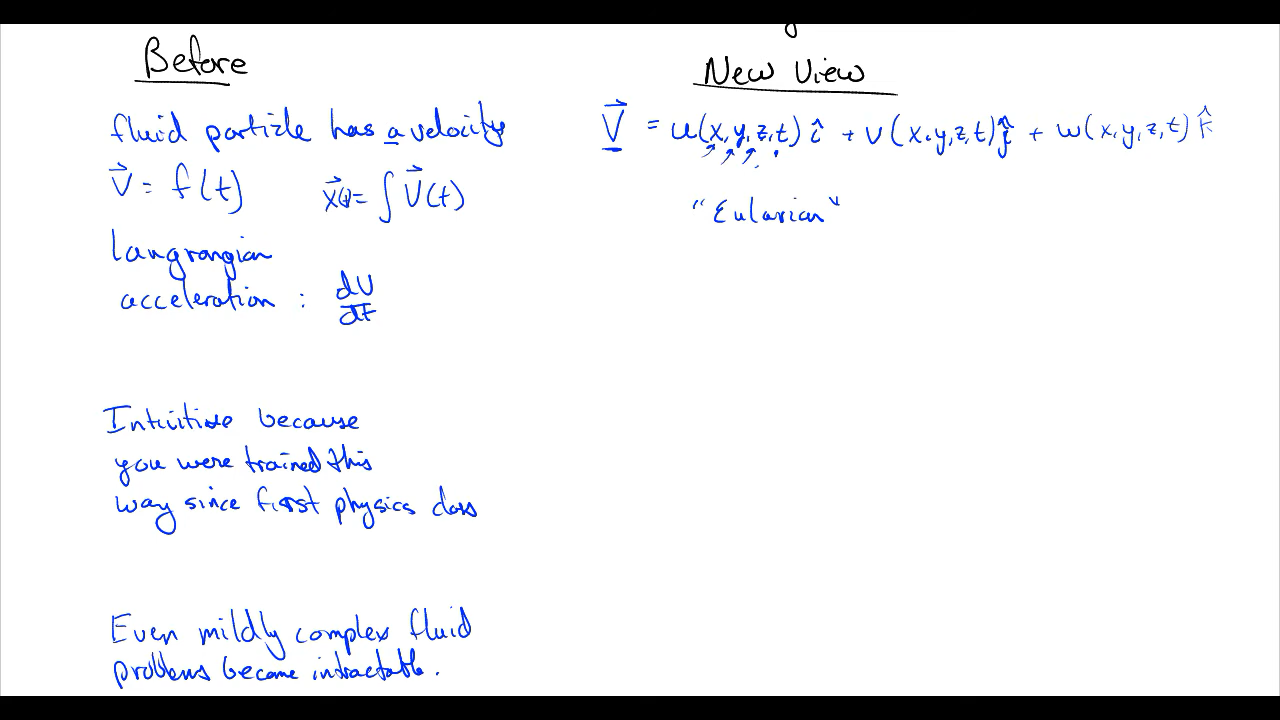 Before
fluid particle has a velocity
V⃗ = f(t) x⃗(t)= ∫ V⃗(t)
Langrangian
acceleration : dV/dt
Intuitive because
you were trained this
way since first physics class
Even mildly complex fluid
problems become intractable.
New View
V⃗ = u(x,y,z,t) î + v(x,y,z,t) ĵ + w(x,y,z,t) k̂
"Eularian"